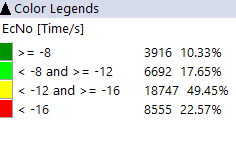 Color Legends
EcNo [Time/s]
>= -8 3916 10.33%
< -8 and >= -12 6692 17.65%
< -12 and >= -16 18747 49.45%
< -16 8555 22.57%